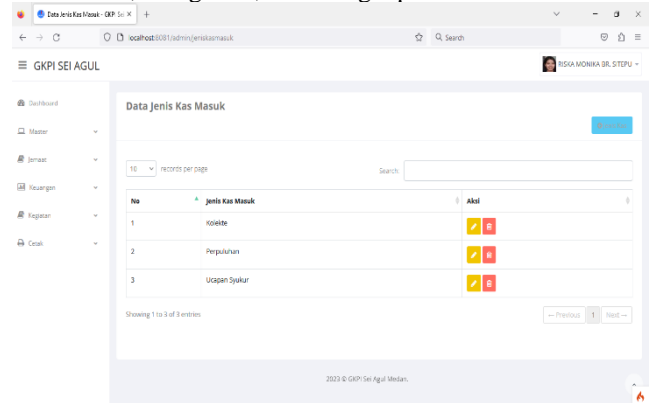 Data Jenis Kas Masuk - GKPI Sei
localhost:8081/admin/jeniskasmasuk
Search
GKPI SEI AGUL
RISKA MONIKA BR. SITEPU
Dashboard
Master
Jemaat
Keuangan
Kegiatan
Cetak
Data Jenis Kas Masuk
10 records per page
Search:
No Jenis Kas Masuk Aksi
1 Kolekte
2 Perpuluhan
3 Ucapan Syukur
Showing 1 to 3 of 3 entries
← Previous 1 Next →
2023 © GKPI Sei Agul Medan.